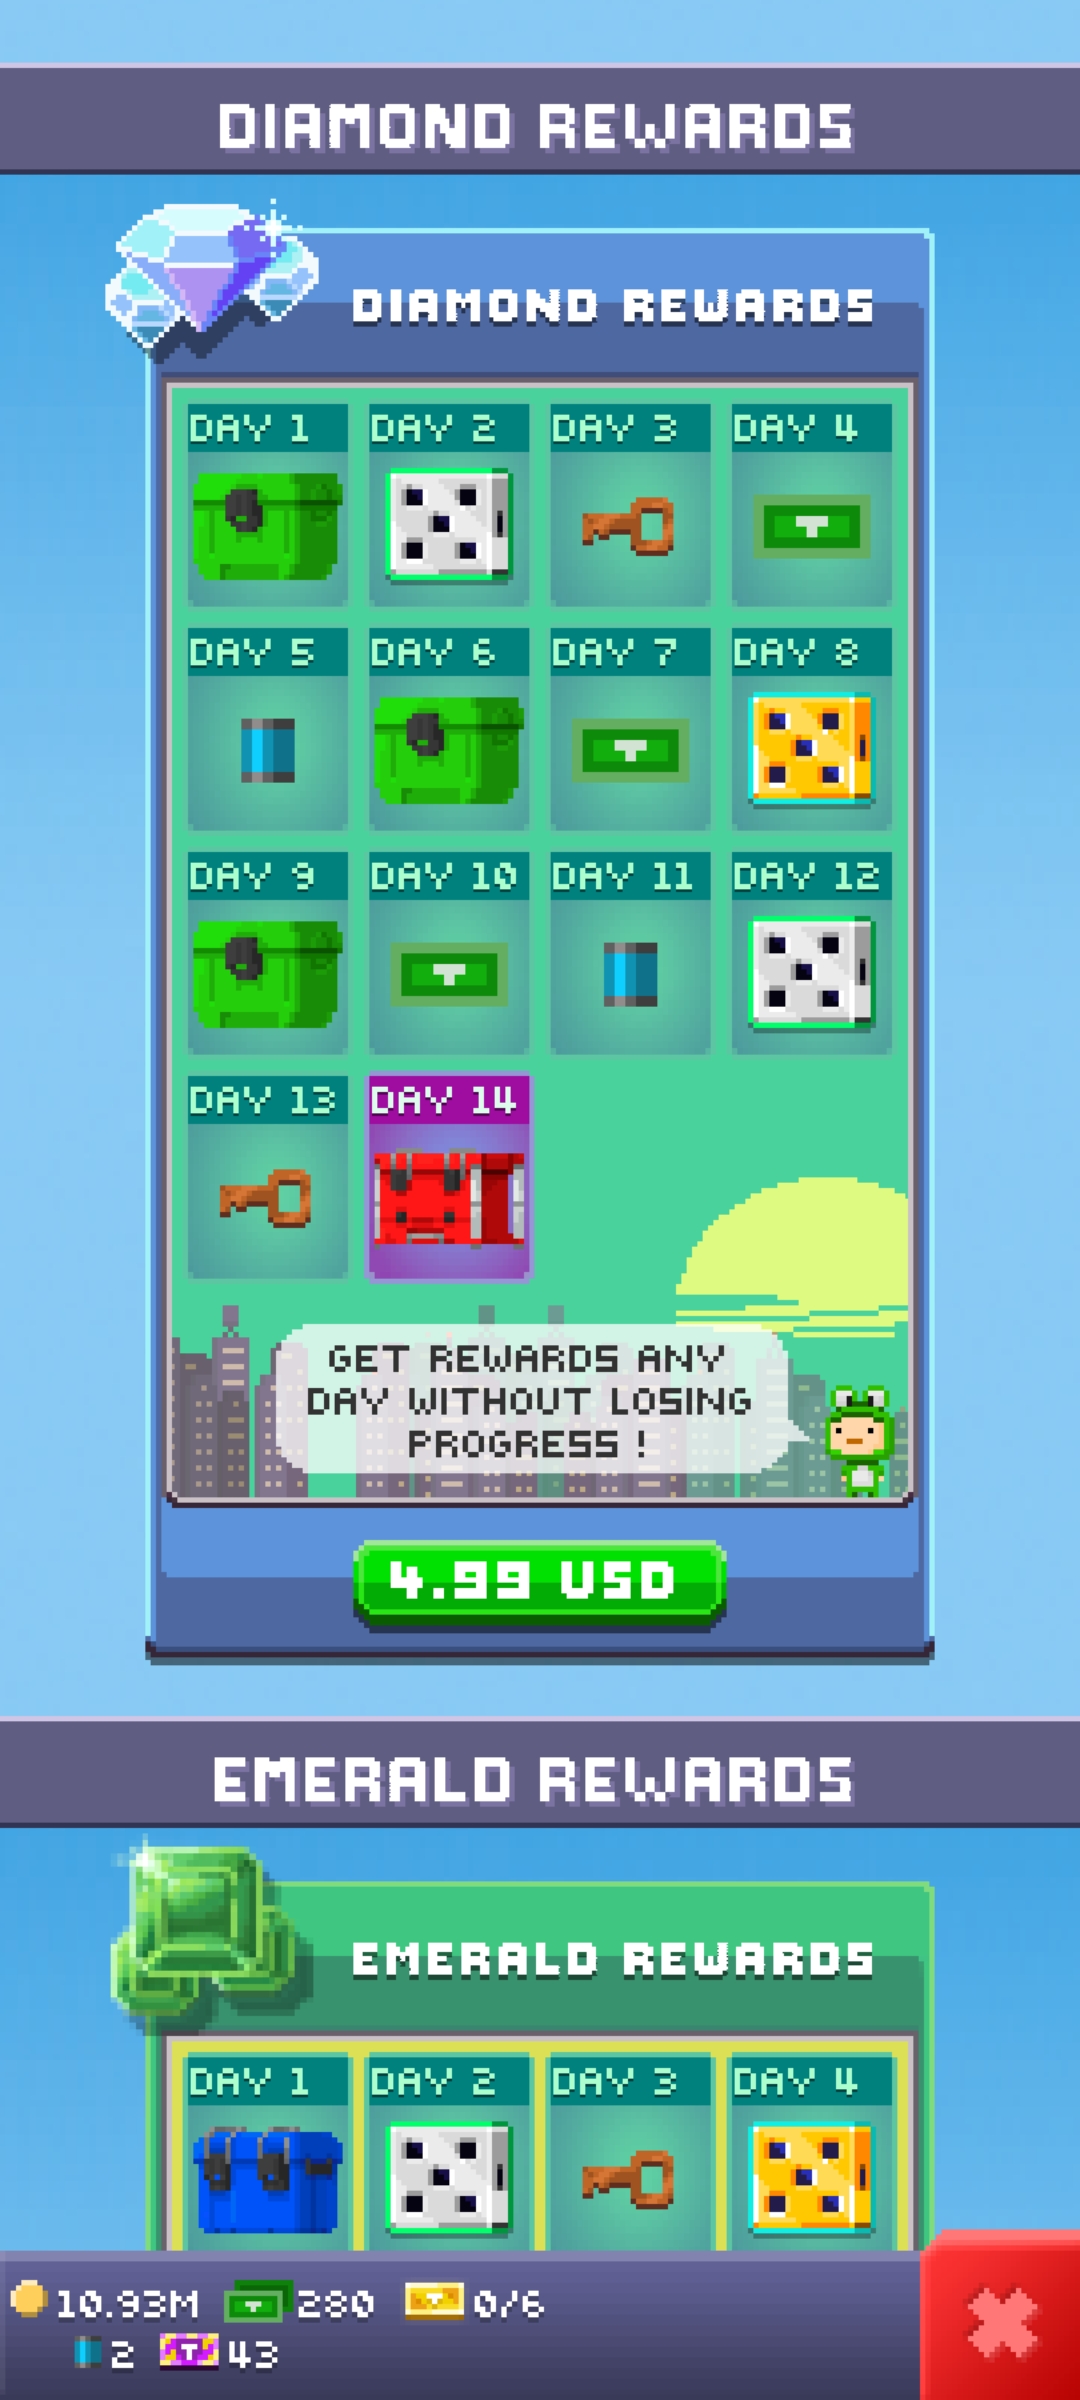 DIAMOND REWARDS
DIAMOND REWARDS
DAY 1 DAY 2 DAY 3 DAY 4
DAY 5 DAY 6 DAY 7 DAY 8
DAY 9 DAY 10 DAY 11 DAY 12
DAY 13 DAY 14
GET REWARDS ANY
DAY WITHOUT LOSING
PROGRESS !
4.99 USD
EMERALD REWARDS
EMERALD REWARDS
DAY 1 DAY 2 DAY 3 DAY 4
10.93M 280 0/6
2 43